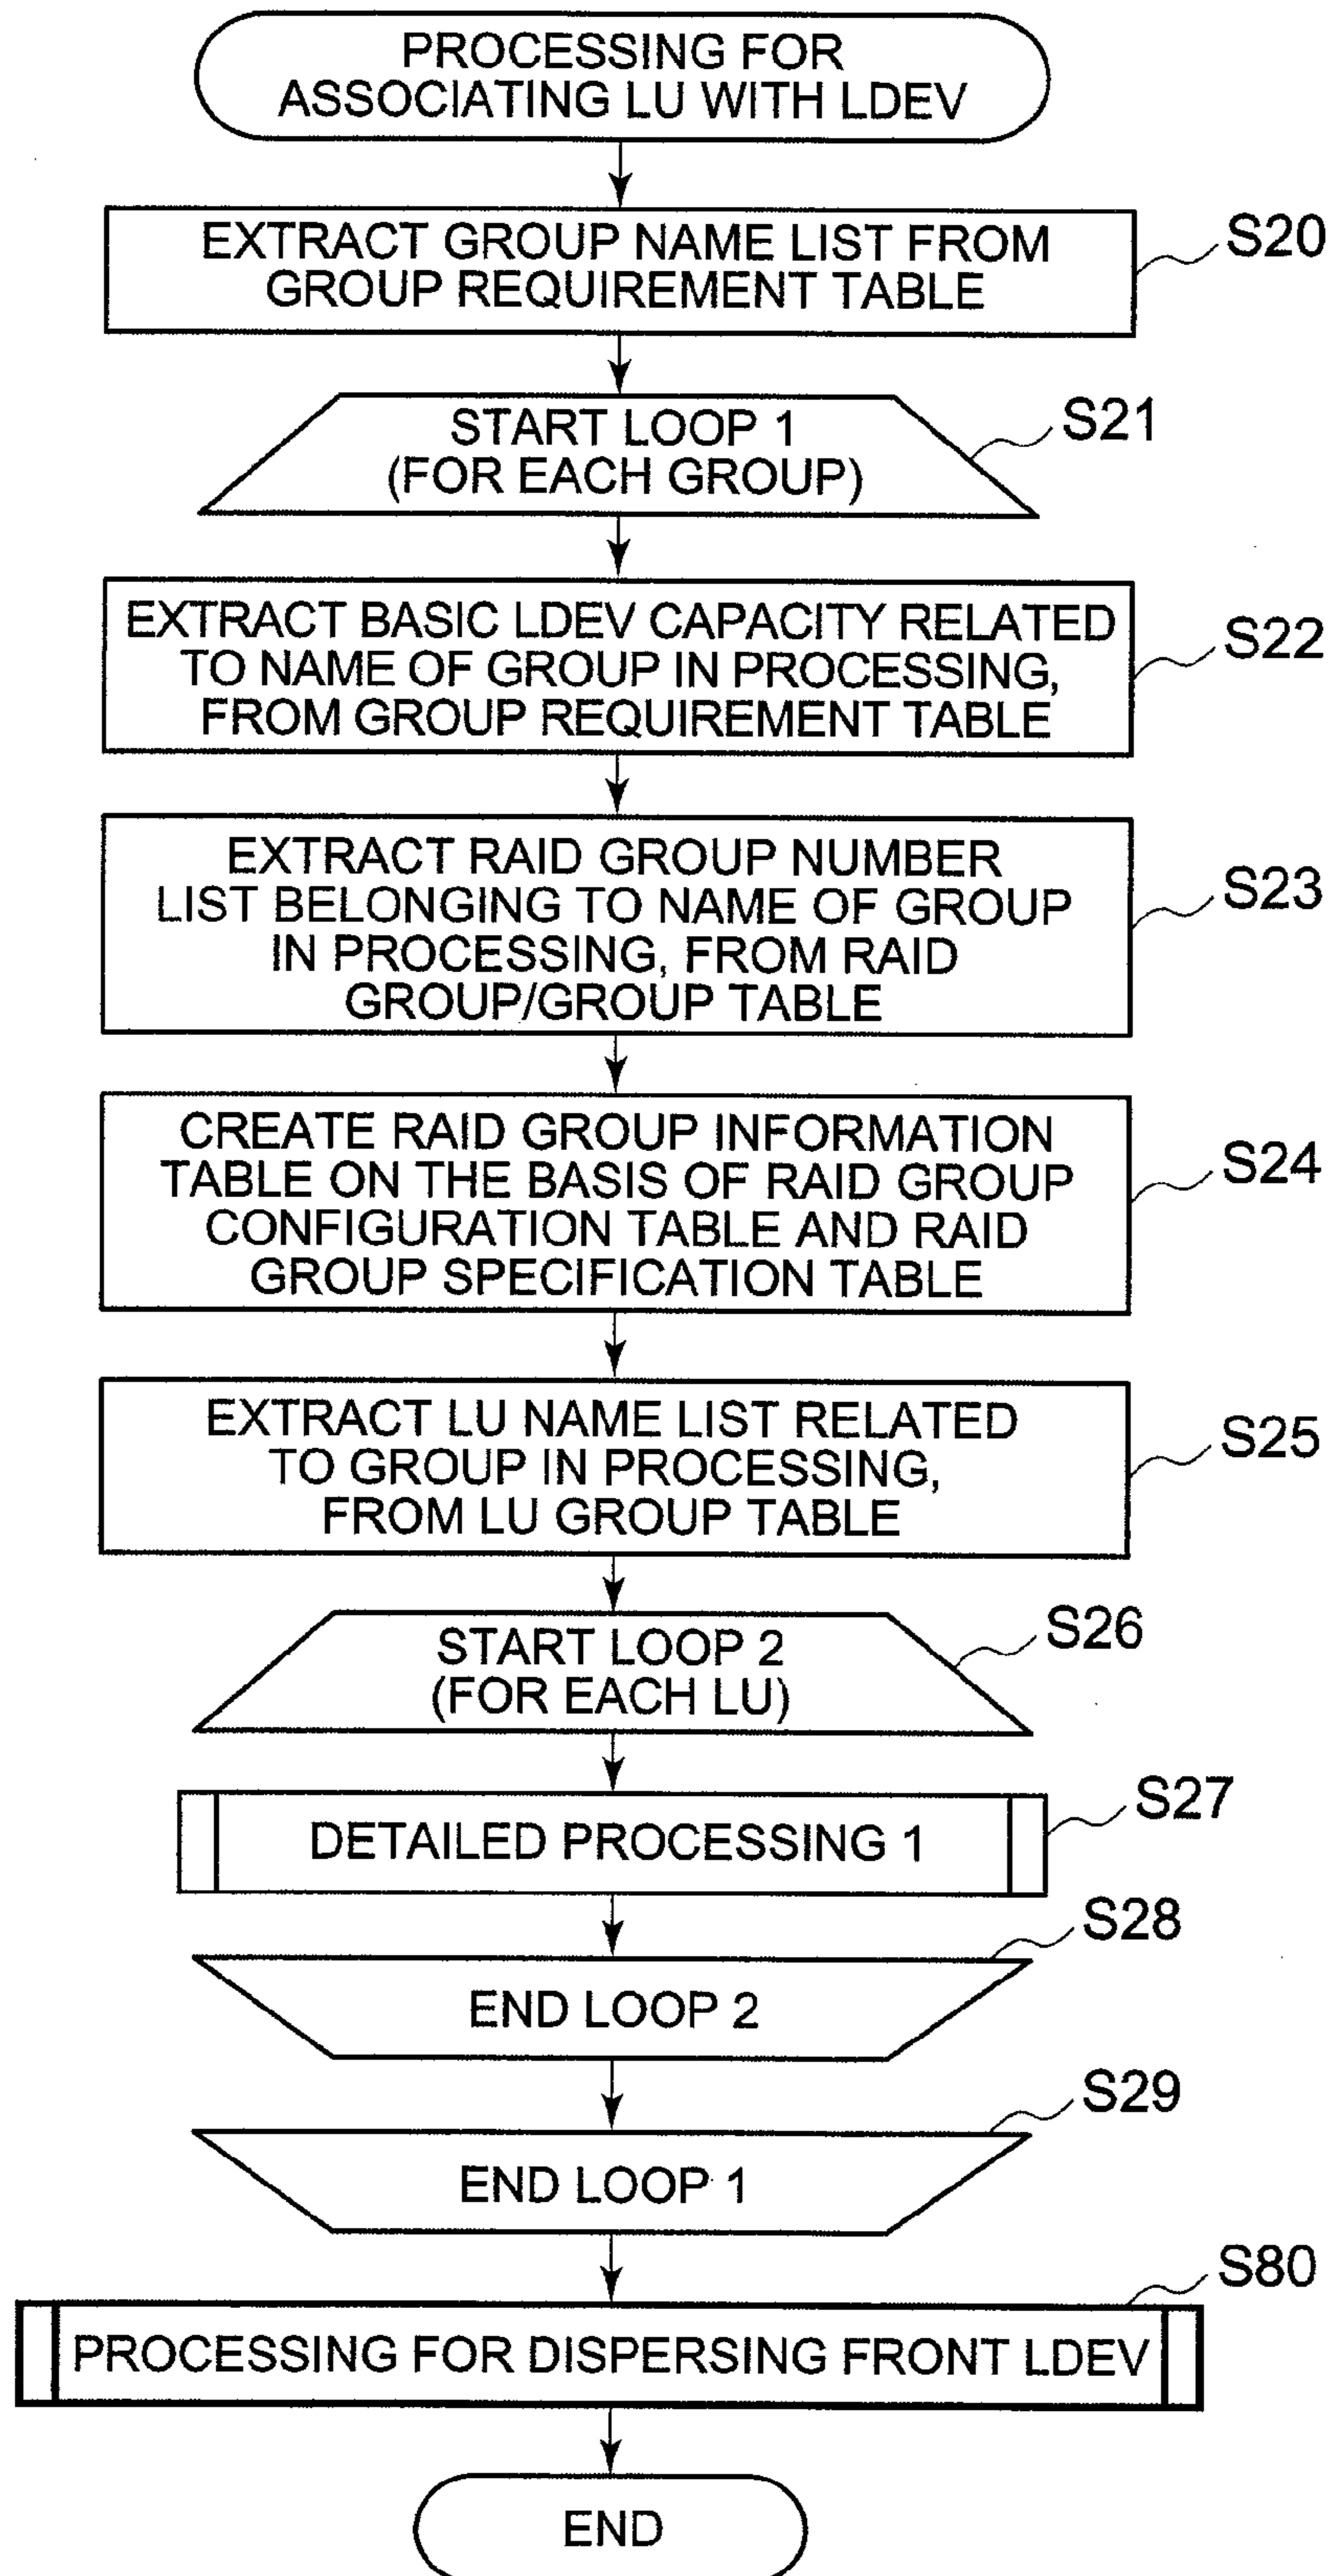 PROCESSING FOR
ASSOCIATING LU WITH LDEV
EXTRACT GROUP NAME LIST FROM
GROUP REQUIREMENT TABLE
S20
START LOOP 1
(FOR EACH GROUP)
S21
EXTRACT BASIC LDEV CAPACITY RELATED
TO NAME OF GROUP IN PROCESSING,
FROM GROUP REQUIREMENT TABLE
S22
EXTRACT RAID GROUP NUMBER
LIST BELONGING TO NAME OF GROUP
IN PROCESSING, FROM RAID
GROUP/GROUP TABLE
S23
CREATE RAID GROUP INFORMATION
TABLE ON THE BASIS OF RAID GROUP
CONFIGURATION TABLE AND RAID
GROUP SPECIFICATION TABLE
S24
EXTRACT LU NAME LIST RELATED
TO GROUP IN PROCESSING,
FROM LU GROUP TABLE
S25
START LOOP 2
(FOR EACH LU)
S26
DETAILED PROCESSING 1
S27
END LOOP 2
S28
END LOOP 1
S29
PROCESSING FOR DISPERSING FRONT LDEV
S80
END